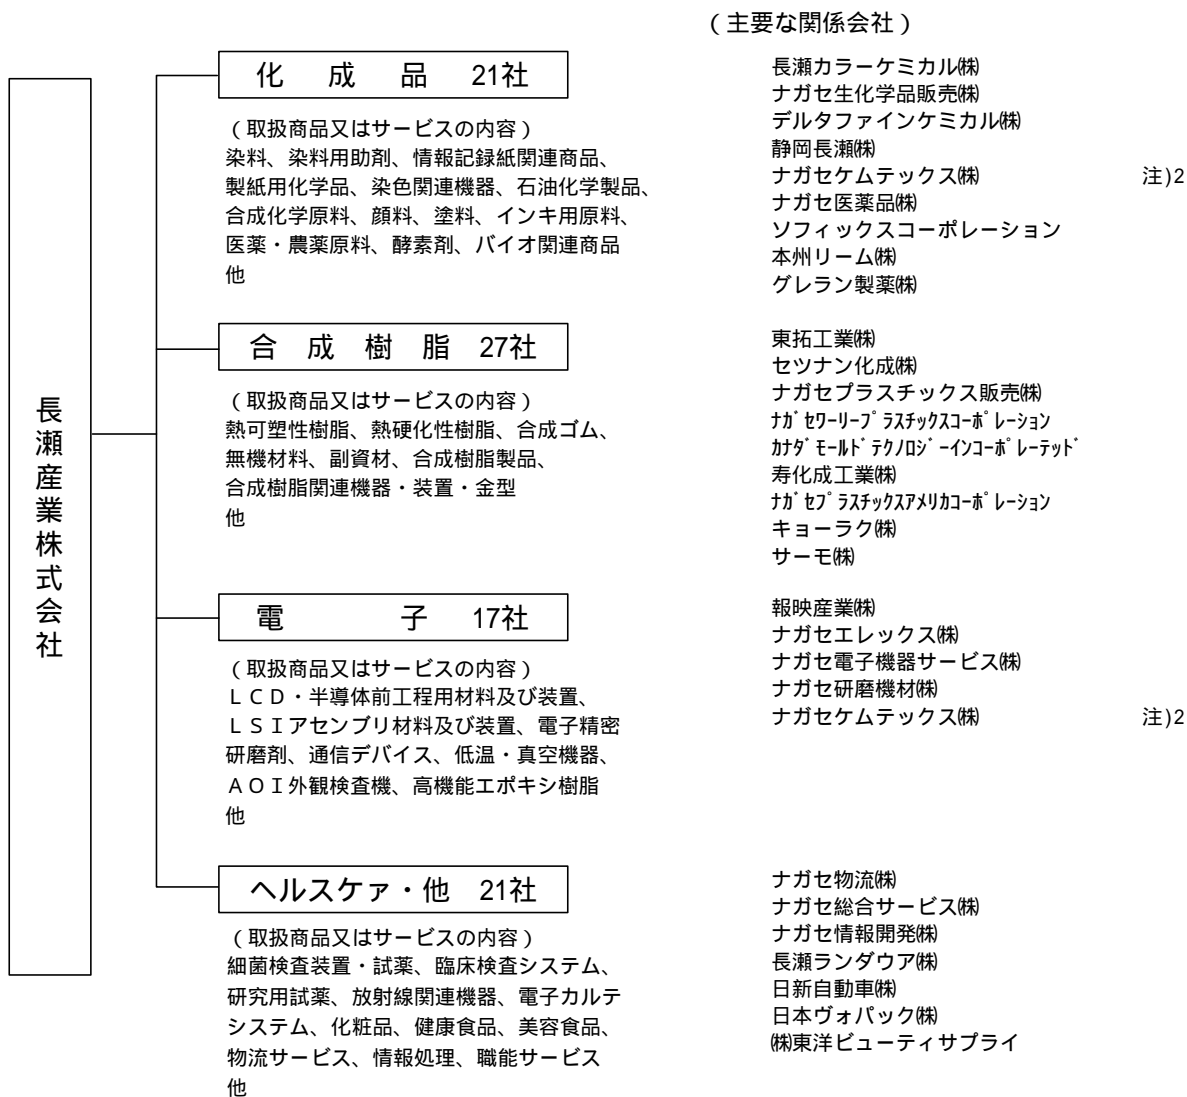 （主要な関係会社）
長瀬産業株式会社
化　成　品　21社
（取扱商品又はサービスの内容）
染料、染料用助剤、情報記録紙関連商品、
製紙用化学品、染色関連機器、石油化学製品、
合成化学原料、顔料、塗料、インキ用原料、
医薬・農薬原料、酵素剤、バイオ関連商品
他
長瀬カラーケミカル㈱
ナガセ生化学品販売㈱
デルタファインケミカル㈱
静岡長瀬㈱
ナガセケムテックス㈱　注)2
ナガセ医薬品㈱
ソフィックスコーポレーション
本州リーム㈱
グレラン製薬㈱
合　成　樹　脂　27社
（取扱商品又はサービスの内容）
熱可塑性樹脂、熱硬化性樹脂、合成ゴム、
無機材料、副資材、合成樹脂製品、
合成樹脂関連機器・装置・金型
他
東拓工業㈱
セツナン化成㈱
ナガセプラスチックス販売㈱
ﾅｶﾞｾﾜｰﾘｰﾌﾟﾗｽﾁｯｸｽｺｰﾎﾟﾚｰｼｮﾝ
ｶﾅﾀﾞﾓｰﾙﾄﾞﾃｸﾉﾛｼﾞｰｲﾝｺｰﾎﾟﾚｰﾃｯﾄﾞ
寿化成工業㈱
ﾅｶﾞｾﾌﾟﾗｽﾁｯｸｽｱﾒﾘｶｺｰﾎﾟﾚｰｼｮﾝ
キョーラク㈱
サーモ㈱
電　子　17社
（取扱商品又はサービスの内容）
ＬＣＤ・半導体前工程用材料及び装置、
ＬＳＩアセンブリ材料及び装置、電子精密
研磨剤、通信デバイス、低温・真空機器、
ＡＯＩ外観検査機、高機能エポキシ樹脂
他
報映産業㈱
ナガセエレックス㈱
ナガセ電子機器サービス㈱
ナガセ研磨機材㈱
ナガセケムテックス㈱　注)2
ヘルスケァ・他　21社
（取扱商品又はサービスの内容）
細菌検査装置・試薬、臨床検査システム、
研究用試薬、放射線関連機器、電子カルテ
システム、化粧品、健康食品、美容食品、
物流サービス、情報処理、職能サービス
他
ナガセ物流㈱
ナガセ総合サービス㈱
ナガセ情報開発㈱
長瀬ランダウア㈱
日新自動車㈱
日本ヴォパック㈱
㈱東洋ビューティサプライ